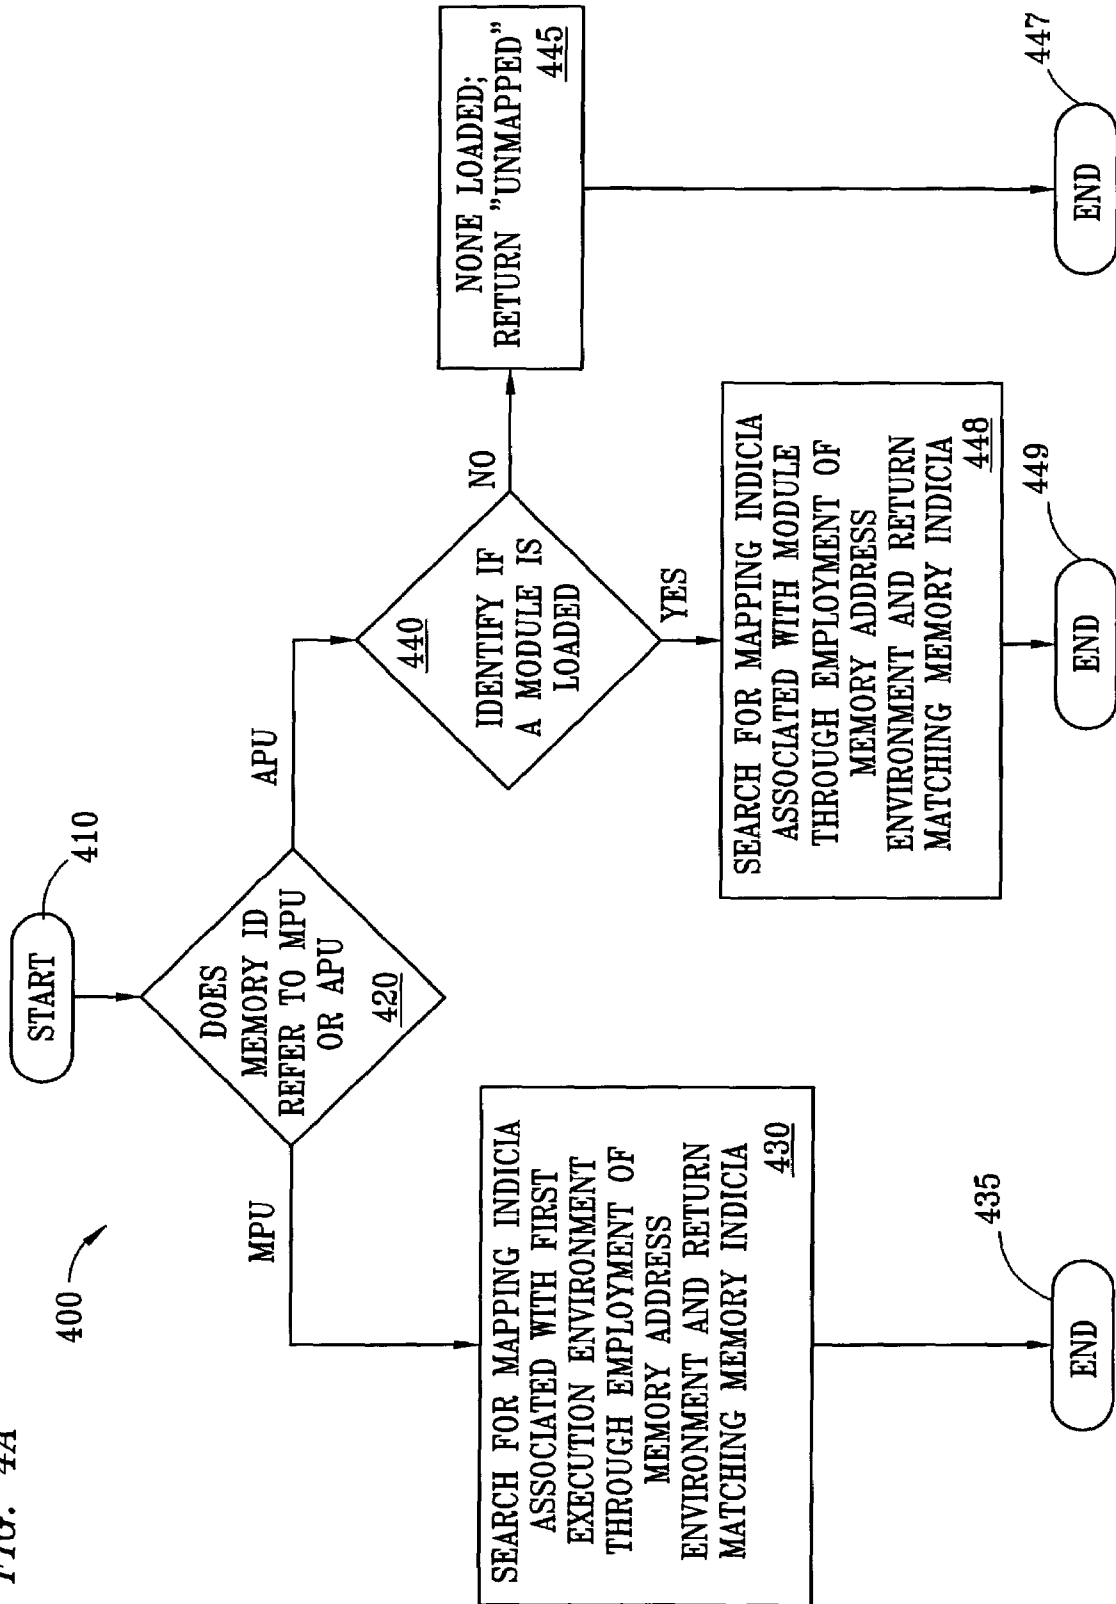 FIG. 4A
400
START
410
DOES
MEMORY ID
REFER TO MPU
OR APU
420
MPU
APU
SEARCH FOR MAPPING INDICIA
ASSOCIATED WITH FIRST
EXECUTION ENVIRONMENT
THROUGH EMPLOYMENT OF
MEMORY ADDRESS
ENVIRONMENT AND RETURN
MATCHING MEMORY INDICIA
430
435
END
440
IDENTIFY IF
A MODULE IS
LOADED
NO
YES
NONE LOADED;
RETURN "UNMAPPED"
445
447
END
SEARCH FOR MAPPING INDICIA
ASSOCIATED WITH MODULE
THROUGH EMPLOYMENT OF
MEMORY ADDRESS
ENVIRONMENT AND RETURN
MATCHING MEMORY INDICIA
448
449
END